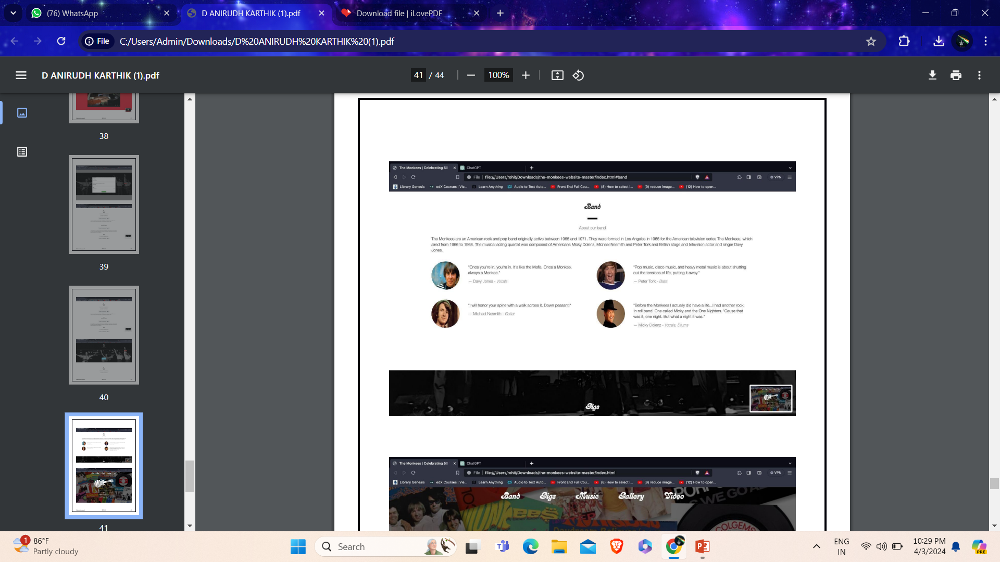 (76) WhatsApp
D ANIRUDH KARTHIK (1).pdf
Download file | iLovePDF
File
C:/Users/Admin/Downloads/D%20ANIRUDH%20KARTHIK%20(1).pdf
D ANIRUDH KARTHIK (1).pdf
41 / 44
100%
38
39
40
41
The Monkees | Celebrating 50
ChatGPT
File
file:///Users/rohit/Downloads/the-monkees-website-master/index.html#band
VPN
Library Genesis
edX Courses | Vie...
Learn Anything
Audio to Text Auto...
Front End Full Cou...
(8) How to select i...
(9) reduce image...
(12) How to open...
Band
About our band
The Monkees are an American rock and pop band originally active between 1965 and 1971. They were formed in Los Angeles in 1965 for the American television series The Monkees, which
aired from 1966 to 1968. The musical acting quartet was composed of Americans Micky Dolenz, Michael Nesmith and Peter Tork and British stage and television actor and singer Davy
Jones.
"Once you're in, you're in. It's like the Mafia. Once a Monkee,
always a Monkee."
— Davy Jones - Vocals
"Pop music, disco music, and heavy metal music is about shutting
out the tensions of life, putting it away."
— Peter Tork - Bass
"I will honor your spine with a walk across it. Down peasant!"
— Michael Nesmith - Guitar
"Before the Monkees I actually did have a life...I had another rock
'n roll band. One called Micky and the One Nighters. 'Cause that
was it, one night. But what a night it was."
— Micky Dolenz - Vocals, Drums
Gigs
The Monkees | Celebrating 50
ChatGPT
File
file:///Users/rohit/Downloads/the-monkees-website-master/index.html
VPN
Library Genesis
edX Courses | Vie...
Learn Anything
Audio to Text Auto...
Front End Full Cou...
(8) How to select i...
(9) reduce image...
(12) How to open...
Band
Gigs
Music
Gallery
Video
COLGEMS
1
86°F
Partly cloudy
Search
PRE
ENG
IN
10:29 PM
4/3/2024